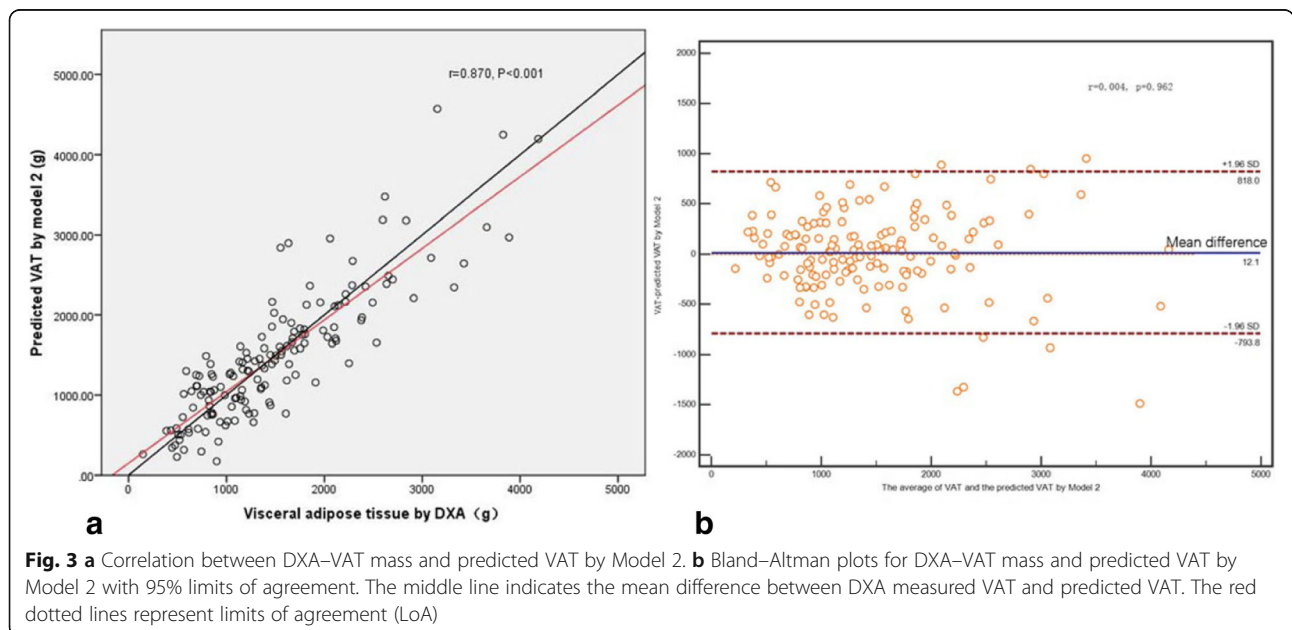 r=0.870, P<0.001
Predicted VAT by model 2 (g)
5000.00
4000.00
3000.00
2000.00
1000.00
.00
0
1000
2000
3000
4000
5000
Visceral adipose tissue by DXA (g)
a
2000
1500
1000
500
0
-500
-1000
-1500
-2000
VAT-predicted VAT by Model 2
r=0.004, p=0.962
+1.96 SD
818.0
Mean difference
12.1
-1.96 SD
-793.8
0
1000
2000
3000
4000
5000
The average of VAT and the predicted VAT by Model 2
b
Fig. 3 a Correlation between DXA–VAT mass and predicted VAT by Model 2. b Bland–Altman plots for DXA–VAT mass and predicted VAT by
Model 2 with 95% limits of agreement. The middle line indicates the mean difference between DXA measured VAT and predicted VAT. The red
dotted lines represent limits of agreement (LoA)